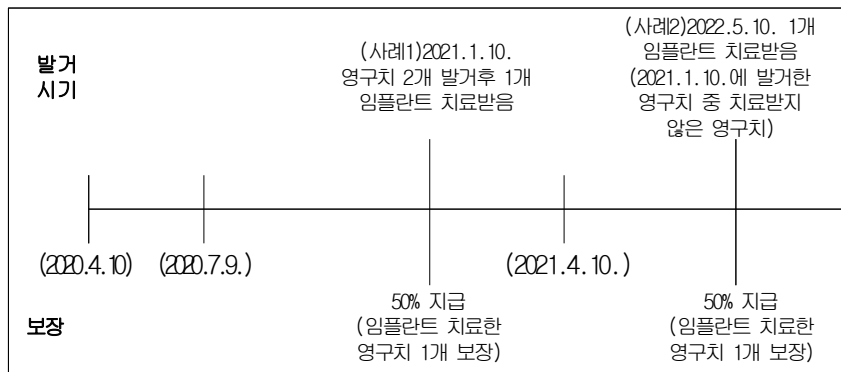 발거
시기
(사례1)2021.1.10.
영구치 2개 발거후 1개
임플란트 치료받음
(사례2)2022.5.10. 1개
임플란트 치료받음
(2021.1.10.에 발거한
영구치 중 치료받지
않은 영구치)
(2020.4.10)
(2020.7.9.)
(2021.4.10.)
보장
50% 지급
(임플란트 치료한
영구치 1개 보장)
50% 지급
(임플란트 치료한
영구치 1개 보장)